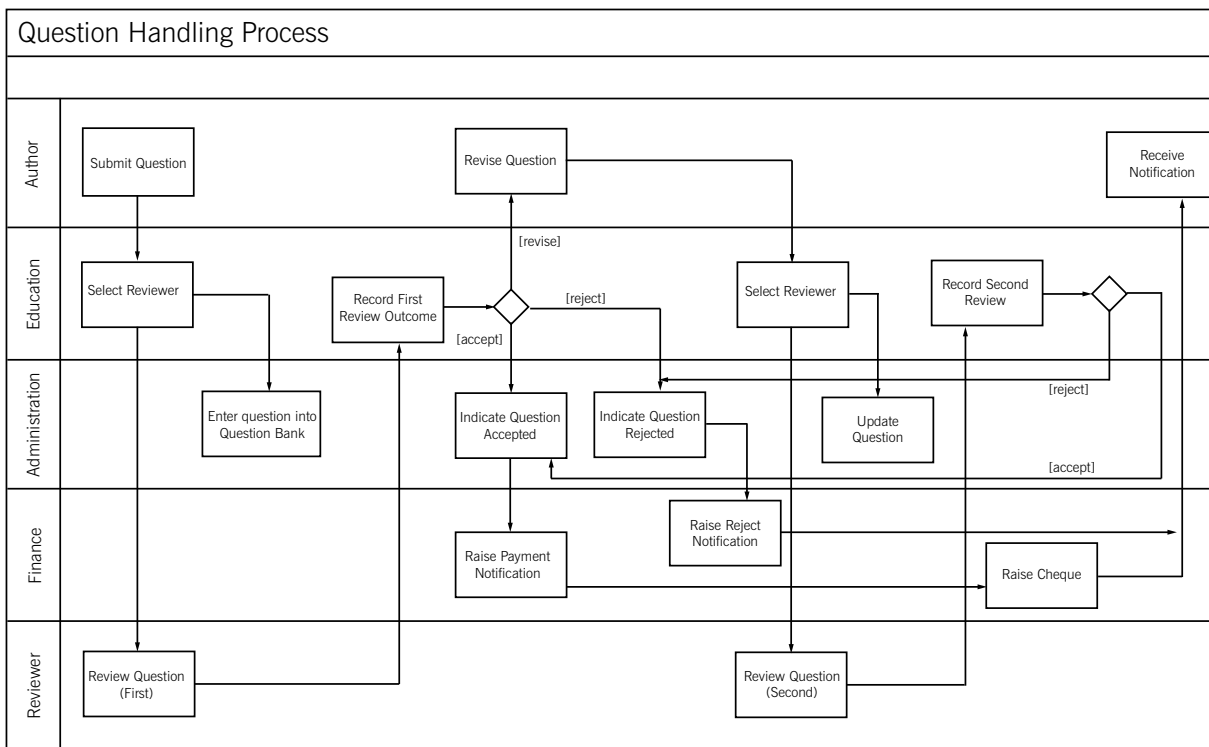 Question Handling Process
Author
Submit Question
Revise Question
Receive
Notification
[revise]
Education
Select Reviewer
Record First
Review Outcome
[reject]
[accept]
Select Reviewer
Record Second
Review
Administration
Enter question into
Question Bank
Indicate Question
Accepted
Indicate Question
Rejected
Update
Question
[reject]
[accept]
Finance
Raise Payment
Notification
Raise Reject
Notification
Raise Cheque
Reviewer
Review Question
(First)
Review Question
(Second)